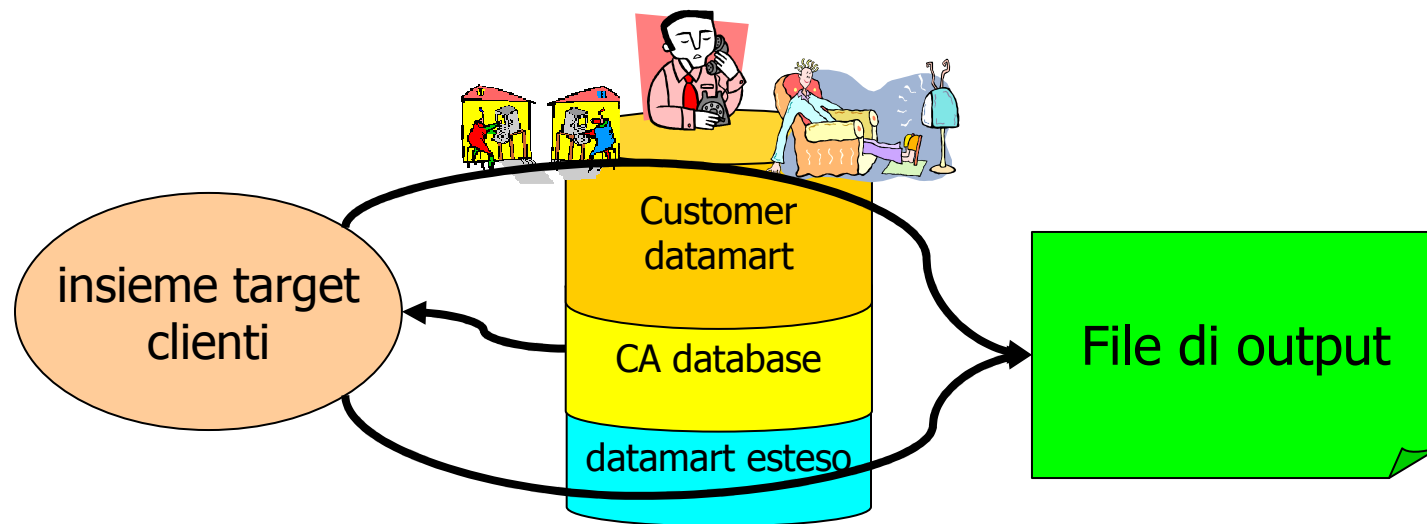 insieme target
clienti
Customer
datamart
CA database
datamart esteso
File di output